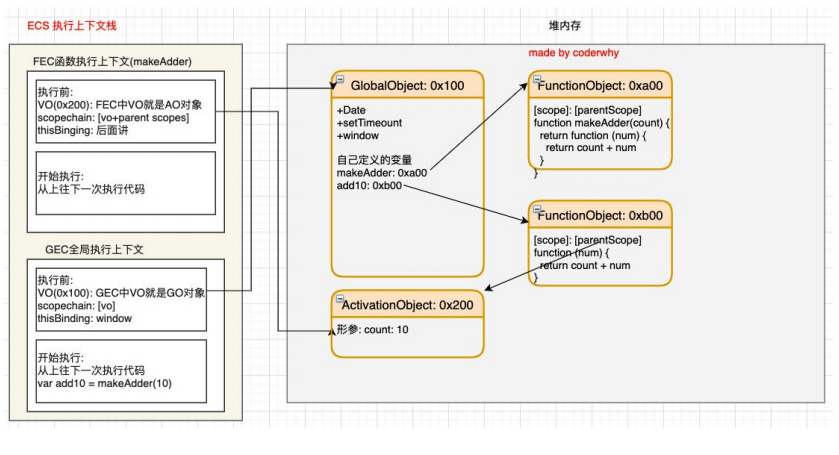 ECS 执行上下文栈
FEC函数执行上下文(makeAdder)
执行前:
VO(0x200): FEC中VO就是AO对象
scopechain: [vo+parent scopes]
thisBinging: 后面讲
开始执行:
从上往下一次执行代码
GEC全局执行上下文
执行前:
VO(0x100): GEC中VO就是GO对象
scopechain: [vo]
thisBinding: window
开始执行:
从上往下一次执行代码
var add10 = makeAdder(10)
堆内存
made by coderwhy
GlobalObject: 0x100
+Date
+setTimeount
+window
自己定义的变量
makeAdder: 0xa00
add10: 0xb00
ActivationObject: 0x200
形参: count: 10
FunctionObject: 0xa00
[scope]: [parentScope]
function makeAdder(count) {
return function (num) {
return count + num
}
}
FunctionObject: 0xb00
[scope]: [parentScope]
function (num) {
return count + num
}